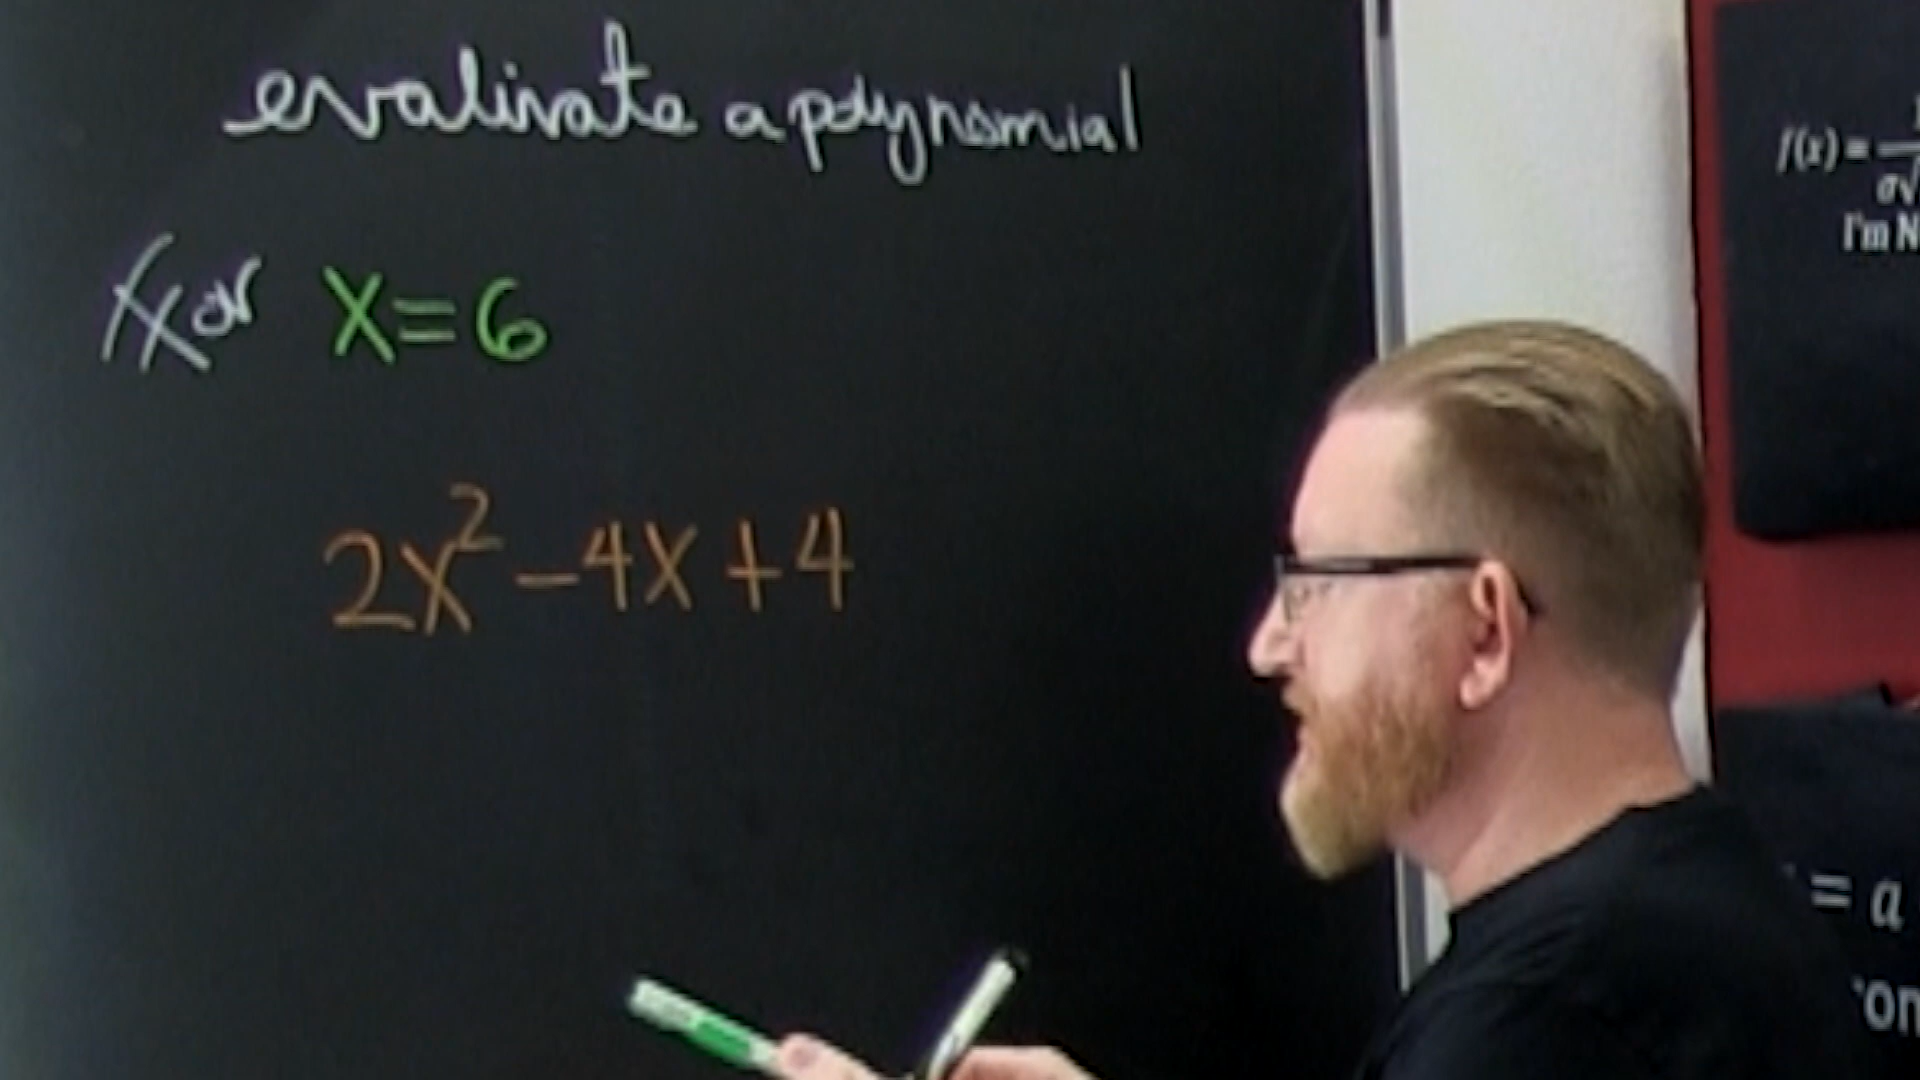 evaluate a polynomial
for x=6
2x²-4x+4
f(x)=
σ√
I'm N
= a
on